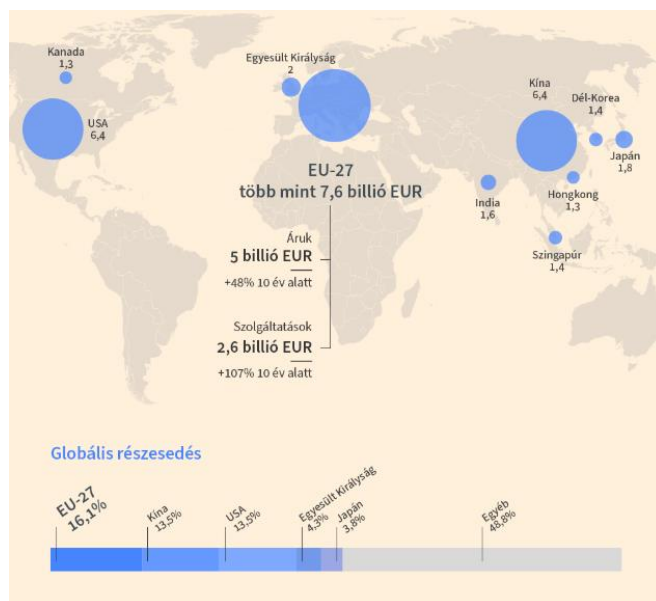 Kanada
1,3
USA
6,4
Egyesült Királyság
2
EU-27
több mint 7,6 billió EUR
Áruk
5 billió EUR
+48% 10 év alatt
Szolgáltatások
2,6 billió EUR
+107% 10 év alatt
Kína
6,4
Dél-Korea
1,4
Japán
1,8
India
1,6
Hongkong
1,3
Szingapúr
1,4
Globális részesedés
EU-27
16,1%
Kína
13,5%
USA
13,5%
Egyesült Királyság
4,3%
Japán
3,8%
Egyéb
48,8%